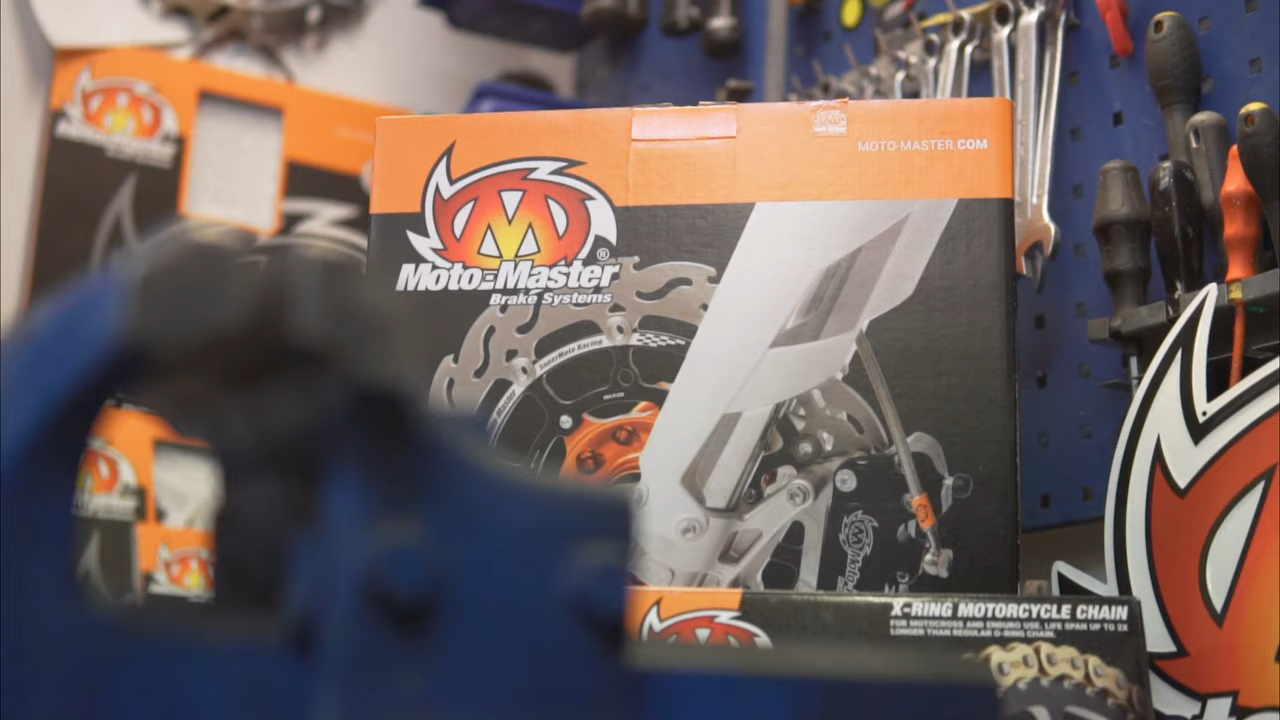 MOTO-MASTER.COM
Moto-Master®
Brake Systems
SuperMoto Racing
Master
X-RING MOTORCYCLE CHAIN
FOR MOTOCROSS AND ENDURO USE. LIFE SPAN UP TO 2X
LONGER THAN REGULAR O-RING CHAIN.